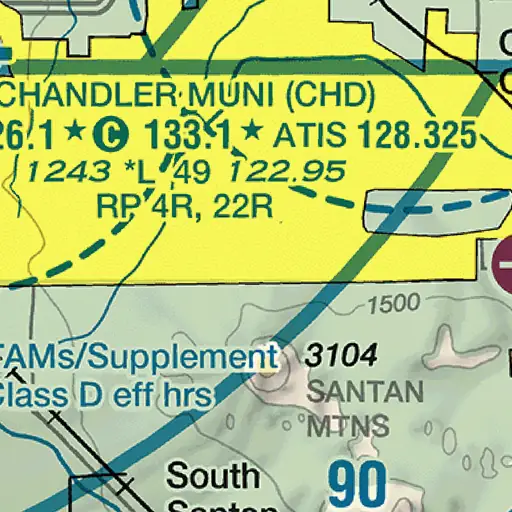 CHANDLER MUNI (CHD)
26.1 ★ C 133.1 ★ ATIS 128.325
1243 *L 49 122.95
RP 4R, 22R
1500
FAMs/Supplement
3104
Class D eff hrs
SANTAN
MTNS
South
90
Santan